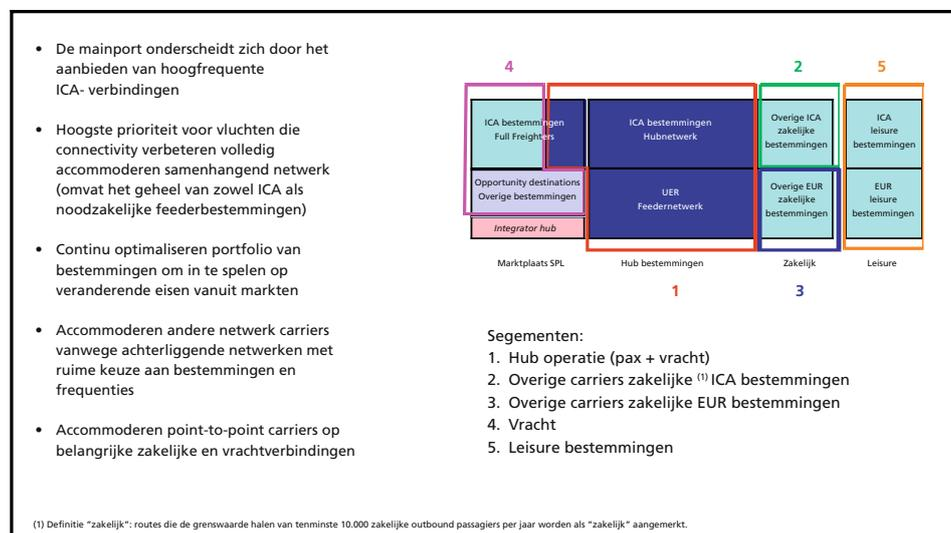 • De mainport onderscheidt zich door het
aanbieden van hoogfrequente
ICA- verbindingen
• Hoogste prioriteit voor vluchten die
connectivity verbeteren volledig
accommoderen samenhangend netwerk
(omvat het geheel van zowel ICA als
noodzakelijke feederbestemmingen)
• Continu optimaliseren portfolio van
bestemmingen om in te spelen op
veranderende eisen vanuit markten
• Accommoderen andere netwerk carriers
vanwege achterliggende netwerken met
ruime keuze aan bestemmingen en
frequenties
• Accommoderen point-to-point carriers op
belangrijke zakelijke en vrachtverbindingen
4
2
5
ICA bestemmingen
Full Freighters
ICA bestemmingen
Hubnetwerk
Overige ICA
zakelijke
bestemmingen
ICA
leisure
bestemmingen
Opportunity destinations
Overige bestemmingen
UER
Feedernetwerk
Overige EUR
zakelijke
bestemmingen
EUR
leisure
bestemmingen
Integrator hub
Marktplaats SPL
Hub bestemmingen
Zakelijk
Leisure
1
3
Segementen:
1. Hub operatie (pax + vracht)
2. Overige carriers zakelijke (1) ICA bestemmingen
3. Overige carriers zakelijke EUR bestemmingen
4. Vracht
5. Leisure bestemmingen
(1) Definitie "zakelijk": routes die de grenswaarde halen van tenminste 10.000 zakelijke outbound passagiers per jaar worden als "zakelijk" aangemerkt.